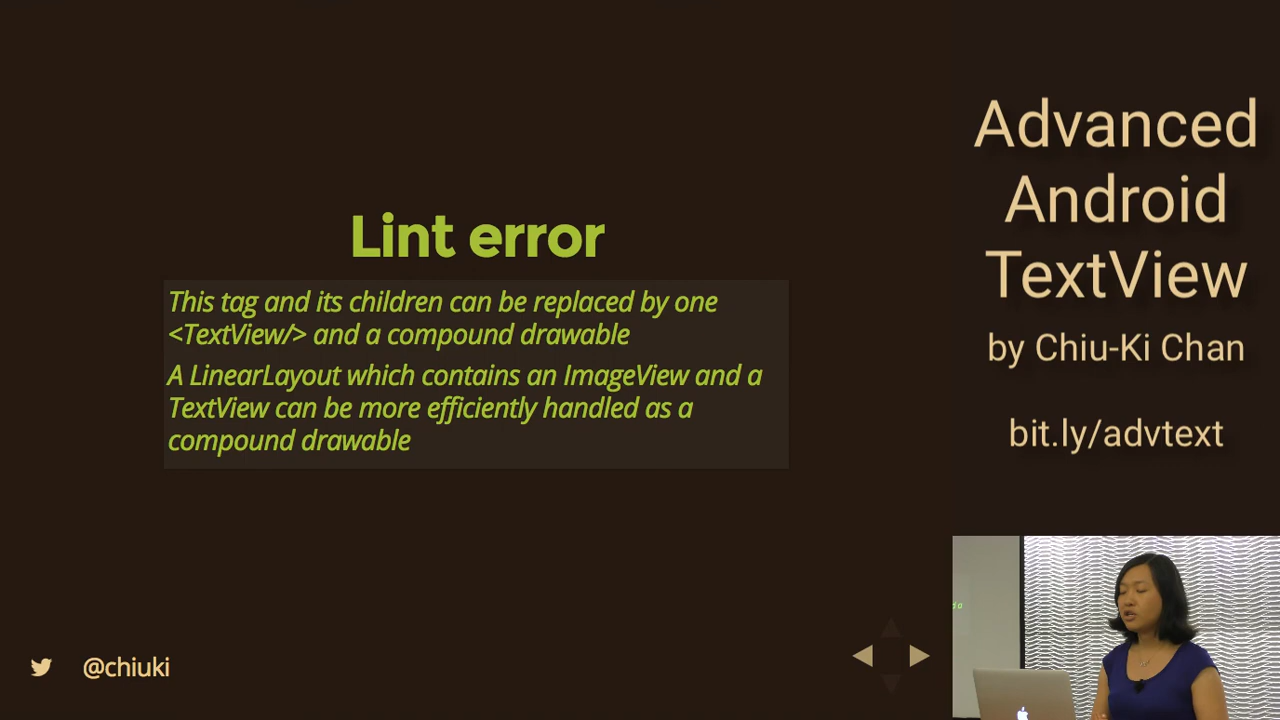 Lint error
This tag and its children can be replaced by one
<TextView/> and a compound drawable
A LinearLayout which contains an ImageView and a
TextView can be more efficiently handled as a
compound drawable
@chiuki
Advanced
Android
TextView
by Chiu-Ki Chan
bit.ly/advtext